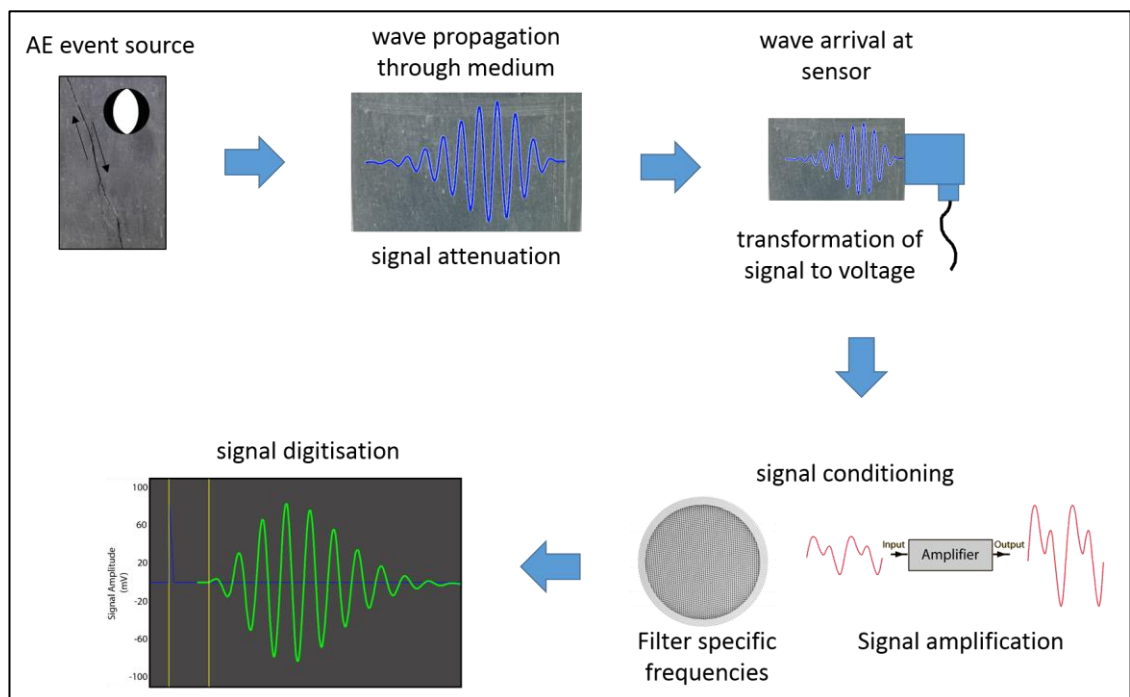 AE event source
wave propagation
through medium
signal attenuation
wave arrival at
sensor
transformation of
signal to voltage
signal conditioning
Filter specific
frequencies
Input
Amplifier
Output
Signal amplification
signal digitisation
Signal Amplitude
(mV)
100
60
20
-20
-60
-100